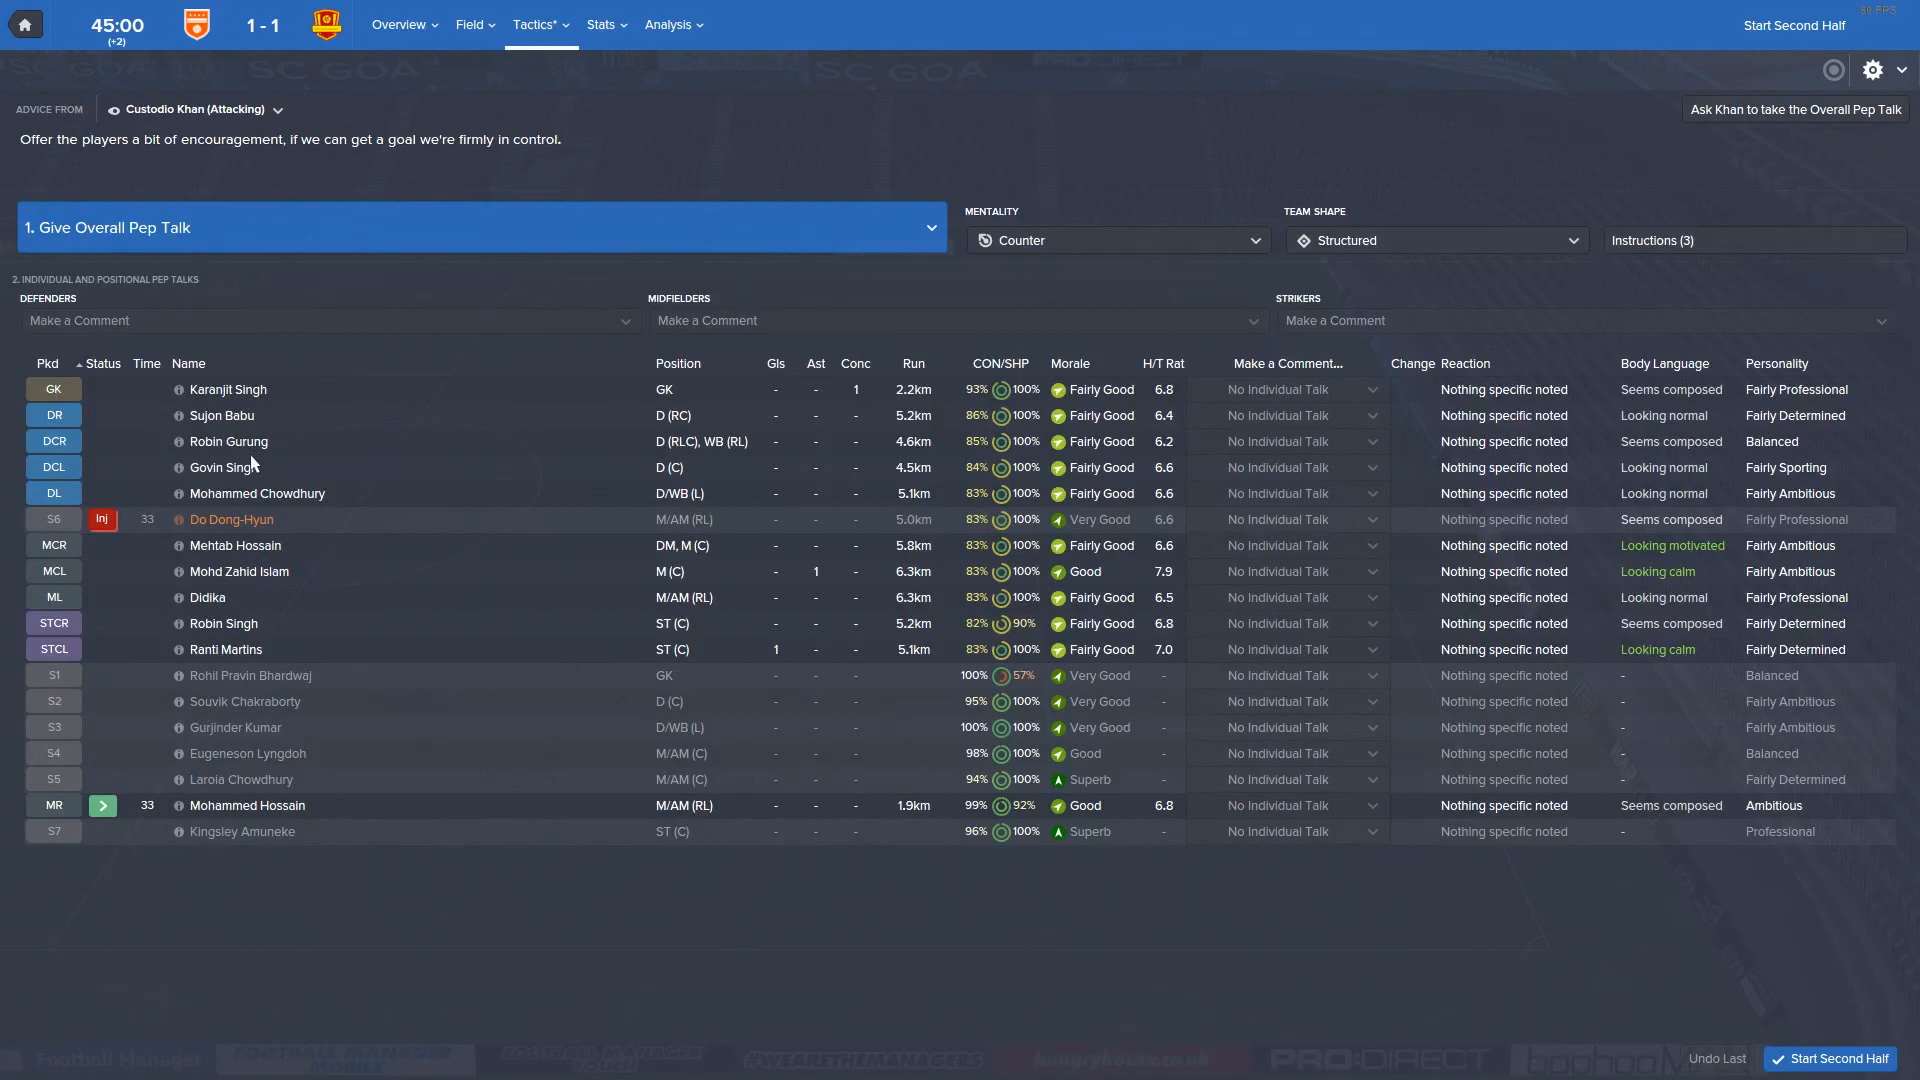 60 FPS
45:00
(+2)
1 - 1
Overview
Field
Tactics*
Stats
Analysis
Start Second Half
SC GOA
SC GOA
PRO:DIRECT
ADVICE FROM
Custodio Khan (Attacking)
Ask Khan to take the Overall Pep Talk
Offer the players a bit of encouragement, if we can get a goal we're firmly in control.
1. Give Overall Pep Talk
MENTALITY
Counter
TEAM SHAPE
Structured
Instructions (3)
2. INDIVIDUAL AND POSITIONAL PEP TALKS
DEFENDERS
MIDFIELDERS
STRIKERS
Make a Comment
Make a Comment
Make a Comment
Pkd Status Time Name Position Gls Ast Conc Run CON/SHP Morale H/T Rat Make a Comment... Change Reaction Body Language Personality
GK Karanjit Singh GK - - 1 2.2km 93% 100% Fairly Good 6.8 No Individual Talk Nothing specific noted Seems composed Fairly Professional
DR Sujon Babu D (RC) - - - 5.2km 86% 100% Fairly Good 6.4 No Individual Talk Nothing specific noted Looking normal Fairly Determined
DCR Robin Gurung D (RLC), WB (RL) - - - 4.6km 85% 100% Fairly Good 6.2 No Individual Talk Nothing specific noted Seems composed Balanced
DCL Govin Singh D (C) - - - 4.5km 84% 100% Fairly Good 6.6 No Individual Talk Nothing specific noted Looking normal Fairly Sporting
DL Mohammed Chowdhury D/WB (L) - - - 5.1km 83% 100% Fairly Good 6.6 No Individual Talk Nothing specific noted Looking normal Fairly Ambitious
S6 Inj 33 Do Dong-Hyun M/AM (RL) - - - 5.0km 83% 100% Very Good 6.6 No Individual Talk Nothing specific noted Seems composed Fairly Professional
MCR Mehtab Hossain DM, M (C) - - - 5.8km 83% 100% Fairly Good 6.6 No Individual Talk Nothing specific noted Looking motivated Fairly Ambitious
MCL Mohd Zahid Islam M (C) - 1 - 6.3km 83% 100% Good 7.9 No Individual Talk Nothing specific noted Looking calm Fairly Ambitious
ML Didika M/AM (RL) - - - 6.3km 83% 100% Fairly Good 6.5 No Individual Talk Nothing specific noted Looking normal Fairly Professional
STCR Robin Singh ST (C) - - - 5.2km 82% 90% Fairly Good 6.8 No Individual Talk Nothing specific noted Seems composed Fairly Determined
STCL Ranti Martins ST (C) 1 - - 5.1km 83% 100% Fairly Good 7.0 No Individual Talk Nothing specific noted Looking calm Fairly Determined
S1 Rohil Pravin Bhardwaj GK - - - 100% 57% Very Good - No Individual Talk Nothing specific noted - Balanced
S2 Souvik Chakraborty D (C) - - - 95% 100% Very Good - No Individual Talk Nothing specific noted - Fairly Ambitious
S3 Gurjinder Kumar D/WB (L) - - - 100% 100% Very Good - No Individual Talk Nothing specific noted - Fairly Ambitious
S4 Eugeneson Lyngdoh M/AM (C) - - - 98% 100% Good - No Individual Talk Nothing specific noted - Balanced
S5 Laroia Chowdhury M/AM (C) - - - 94% 100% Superb - No Individual Talk Nothing specific noted - Fairly Determined
MR 33 Mohammed Hossain M/AM (RL) - - - 1.9km 99% 92% Good 6.8 No Individual Talk Nothing specific noted Seems composed Ambitious
S7 Kingsley Amuneke ST (C) - - - 96% 100% Superb - No Individual Talk Nothing specific noted - Professional
Football Manager
FOOTBALL MANAGER
MOBILE
FOOTBALL MANAGER
TOUCH
#WEARETHEMANAGERS
hungryhouse.co.uk
PRO:DIRECT
Undo Last
Start Second Half